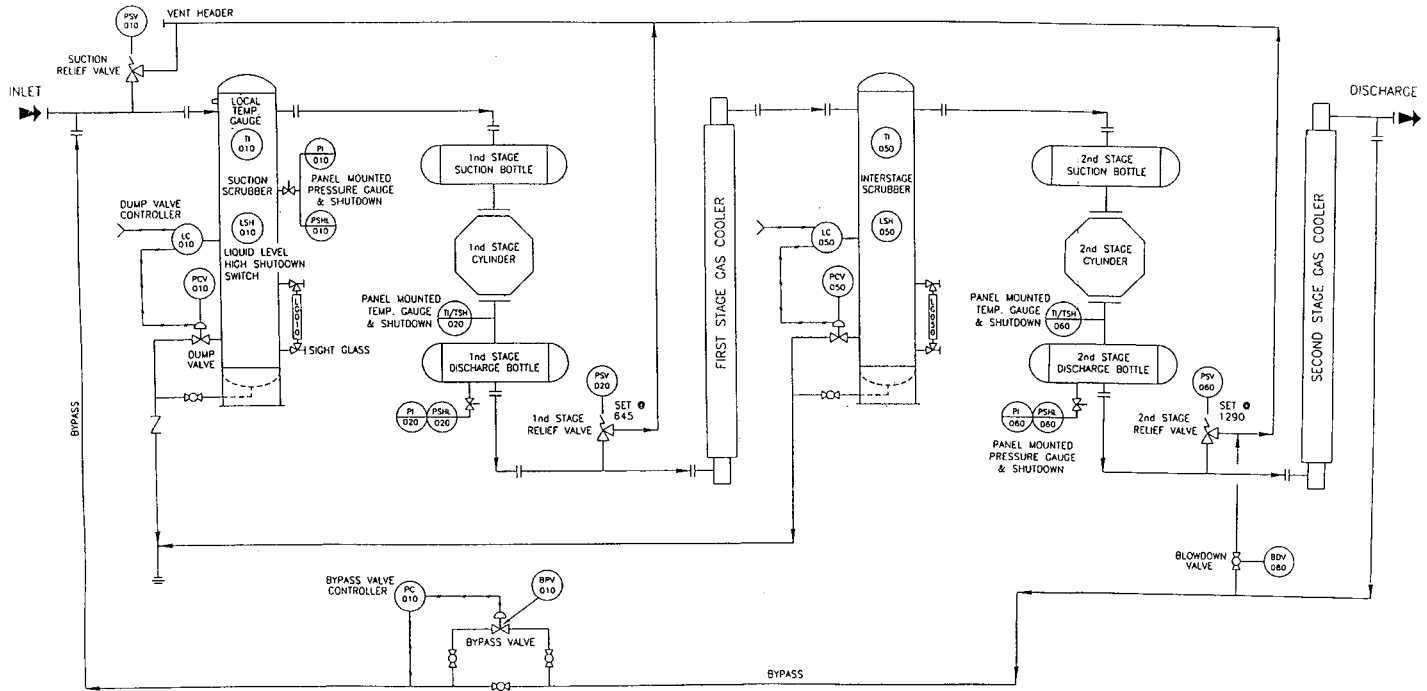 PSV
010
VENT HEADER
SUCTION
RELIEF VALVE
INLET
LOCAL
TEMP.
GAUGE
TI
010
PI
010
SUCTION
SCRUBBER
PANEL MOUNTED
PRESSURE GAUGE
& SHUTDOWN
PSHL
010
DUMP VALVE
CONTROLLER
LC
010
LSH
010
LIQUID LEVEL
HIGH SHUTDOWN
SWITCH
PCV
010
LG010
SIGHT GLASS
DUMP
VALVE
BYPASS
1nd STAGE
SUCTION BOTTLE
1nd STAGE
CYLINDER
PANEL MOUNTED
TEMP. GAUGE
& SHUTDOWN
TI/TSH
020
1nd STAGE
DISCHARGE BOTTLE
PI
020
PSHL
020
PSV
020
SET @
645
1nd STAGE
RELIEF VALVE
FIRST STAGE GAS COOLER
TI
050
INTERSTAGE
SCRUBBER
LSH
050
LC
050
PCV
050
LG050
2nd STAGE
SUCTION BOTTLE
2nd STAGE
CYLINDER
PANEL MOUNTED
TEMP. GAUGE
& SHUTDOWN
TI/TSH
060
2nd STAGE
DISCHARGE BOTTLE
PI
060
PSHL
060
PANEL MOUNTED
PRESSURE GAUGE
& SHUTDOWN
PSV
060
SET @
1290
2nd STAGE
RELIEF VALVE
SECOND STAGE GAS COOLER
DISCHARGE
BLOWDOWN
VALVE
BDV
080
BYPASS VALVE
CONTROLLER
PC
010
BPV
010
BYPASS VALVE
BYPASS